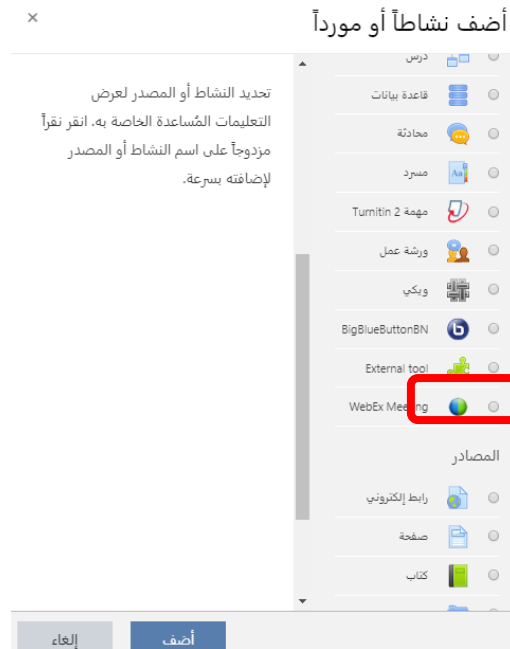 أضف نشاطاً أو مورداً
×
درس
قاعدة بيانات
محادثة
مسرد
مهمة Turnitin 2
ورشة عمل
ويكي
BigBlueButtonBN
External tool
WebEx Meeting
المصادر
رابط إلكتروني
صفحة
كتاب
تحديد النشاط أو المصدر لعرض
التعليمات المُساعدة الخاصة به. انقر نقراً
مزدوجاً على اسم النشاط أو المصدر
لإضافته بسرعة.
أضف
إلغاء